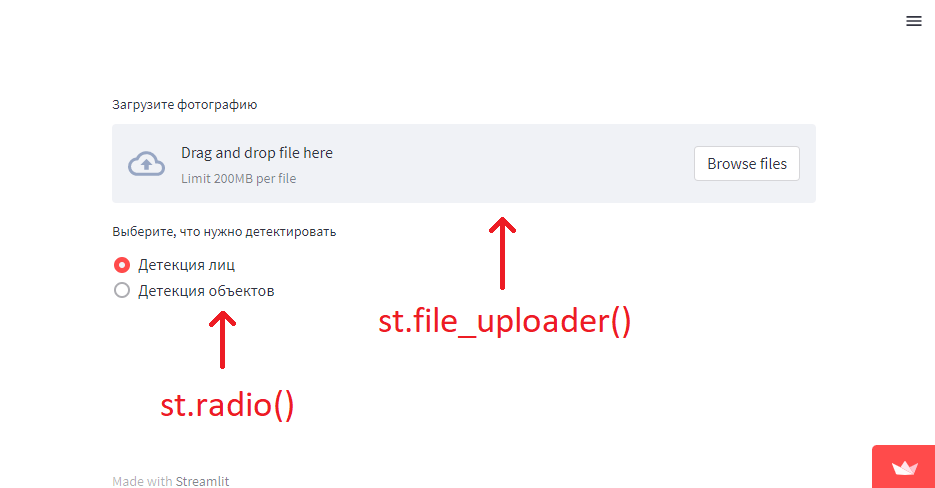 Загрузите фотографию
Drag and drop file here
Limit 200MB per file
Browse files
Выберите, что нужно детектировать
Детекция лиц
Детекция объектов
st.file_uploader()
st.radio()
Made with Streamlit